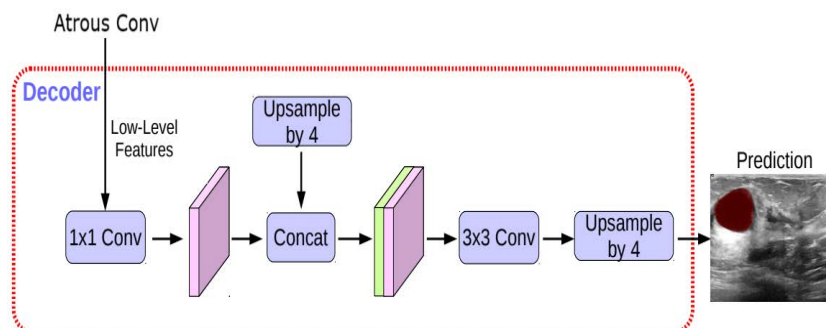 Atrous Conv
Decoder
Low-Level
Features
Upsample
by 4
1x1 Conv
Concat
3x3 Conv
Upsample
by 4
Prediction